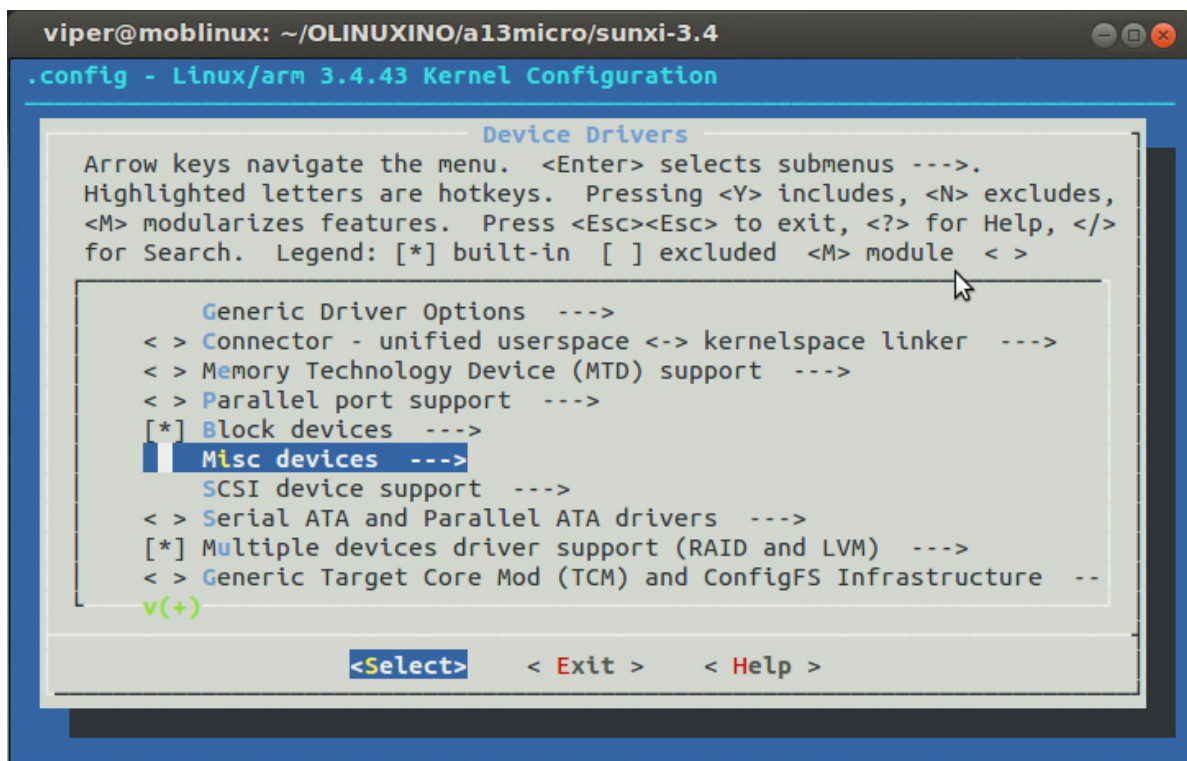 viper@moblinux: ~/OLINUXINO/a13micro/sunxi-3.4
.config - Linux/arm 3.4.43 Kernel Configuration
Device Drivers
Arrow keys navigate the menu.  <Enter> selects submenus --->.
Highlighted letters are hotkeys.  Pressing <Y> includes, <N> excludes,
<M> modularizes features.  Press <Esc><Esc> to exit, <?> for Help, </>
for Search.  Legend: [*] built-in  [ ] excluded  <M> module  < >
Generic Driver Options  --->
< > Connector - unified userspace <-> kernelspace linker  --->
< > Memory Technology Device (MTD) support  --->
< > Parallel port support  --->
[*] Block devices  --->
Misc devices  --->
SCSI device support  --->
< > Serial ATA and Parallel ATA drivers  --->
[*] Multiple devices driver support (RAID and LVM)  --->
< > Generic Target Core Mod (TCM) and ConfigFS Infrastructure  --
v(+)
<Select>    < Exit >    < Help >